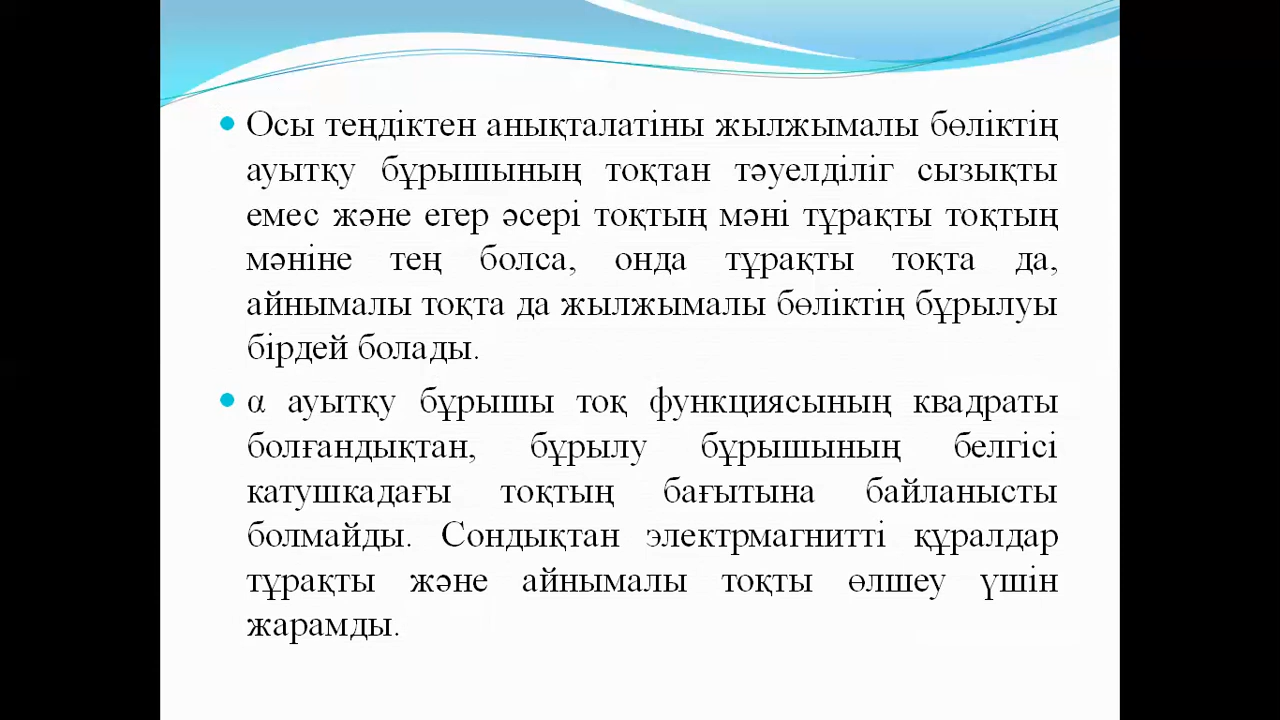 Осы теңдіктен анықталатіны жылжымалы бөліктің
ауытқу бұрышының тоқтан тәуелділіг сызықты
емес және егер әсері тоқтың мәні тұрақты тоқтың
мәніне тең болса, онда тұрақты тоқта да,
айнымалы тоқта да жылжымалы бөліктің бұрылуы
бірдей болады.
α ауытқу бұрышы тоқ функциясының квадраты
болғандықтан, бұрылу бұрышының белгісі
катушкадағы тоқтың бағытына байланысты
болмайды. Сондықтан электрмагнитті құралдар
тұрақты және айнымалы тоқты өлшеу үшін
жарамды.